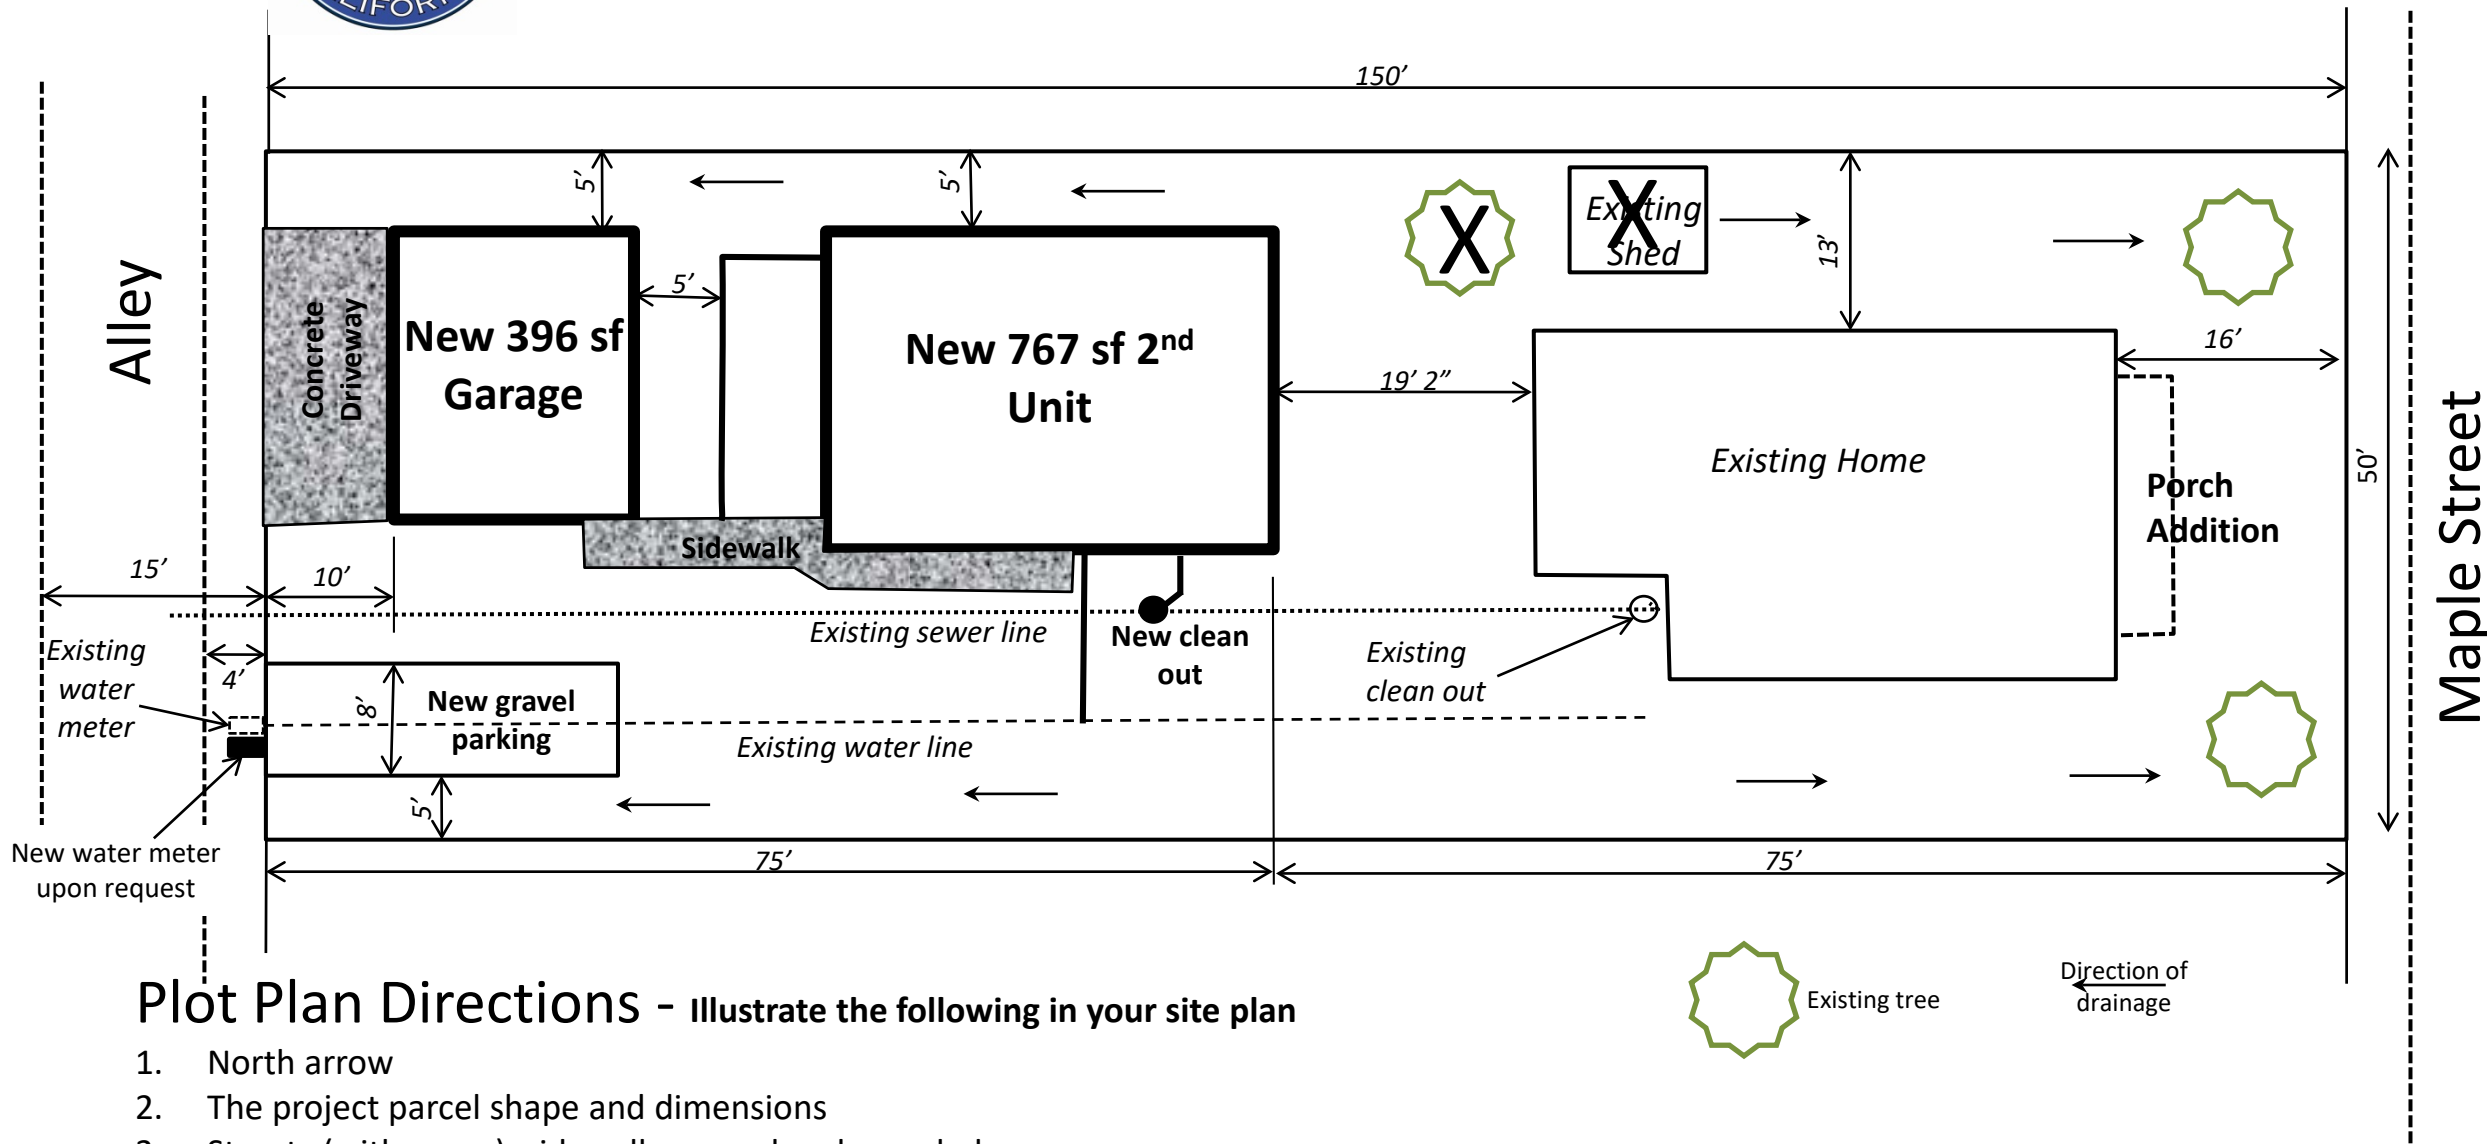 150’
5’
5’
Existing
Shed
13’
Alley
Concrete
Driveway
New 396 sf
Garage
5’
New 767 sf 2nd
Unit
19’ 2”
16’
Existing Home
Porch
Addition
50’
Maple Street
Sidewalk
15’
10’
Existing sewer line
New clean
out
Existing
clean out
Existing
water
meter
4’
8’
New gravel
parking
Existing water line
5’
New water meter
upon request
75’
75’
Plot Plan Directions - Illustrate the following in your site plan
Existing tree
Direction of
drainage
1. North arrow
2. The project parcel shape and dimensions